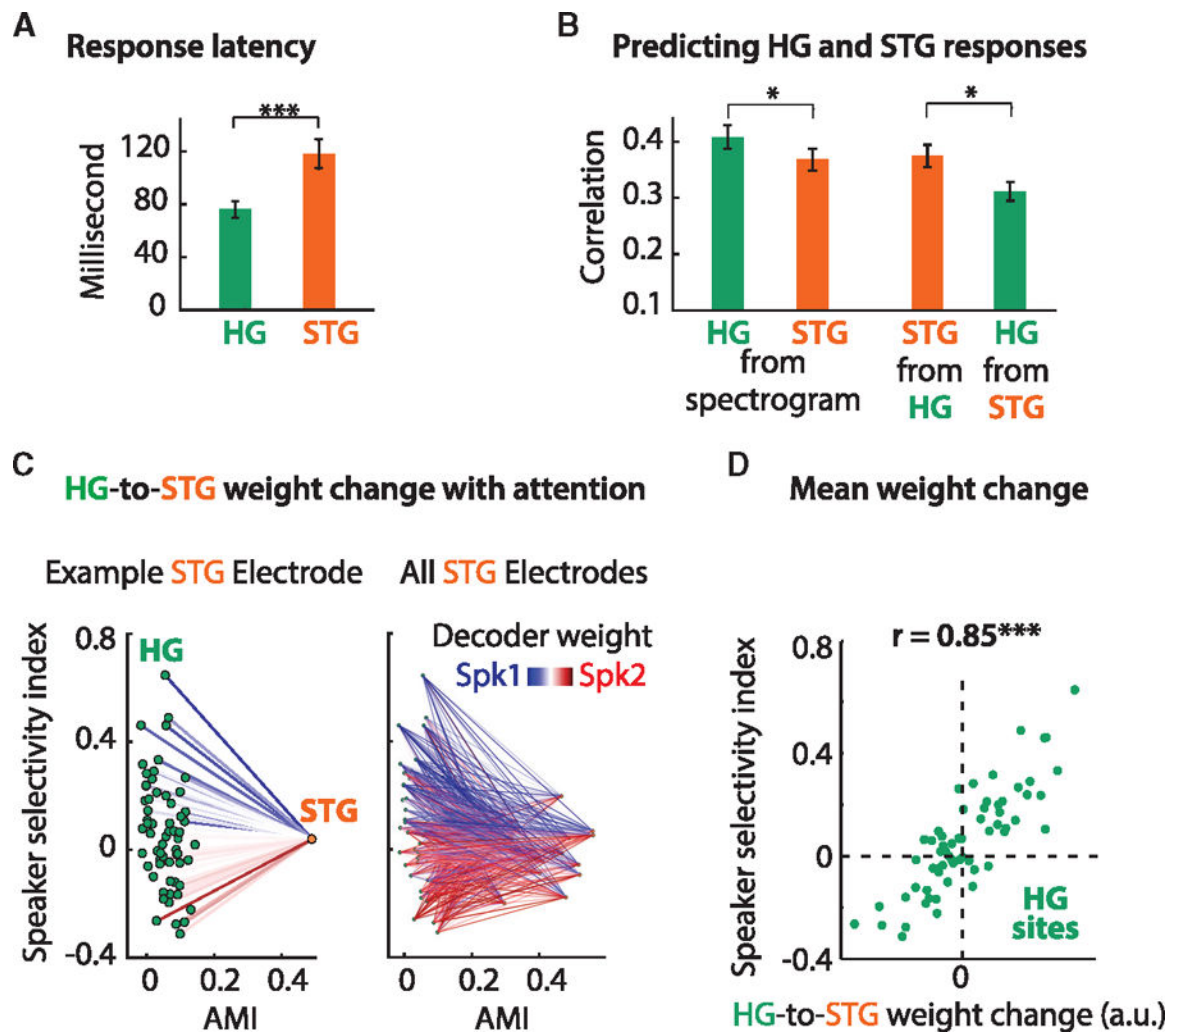 A
Response latency
***
Millisecond
120
80
40
0
HG STG
B
Predicting HG and STG responses
* *
Correlation
0.4
0.3
0.2
0.1
HG STG STG HG
from spectrogram
from HG
from STG
C
HG-to-STG weight change with attention
Example STG Electrode
All STG Electrodes
Speaker selectivity index
0.8
0.4
0
-0.4
HG
STG
0 0.2 0.4
AMI
Decoder weight
Spk1 Spk2
0 0.2 0.4
AMI
D
Mean weight change
r = 0.85***
Speaker selectivity index
0.8
0.4
0
-0.4
HG
sites
0
HG-to-STG weight change (a.u.)